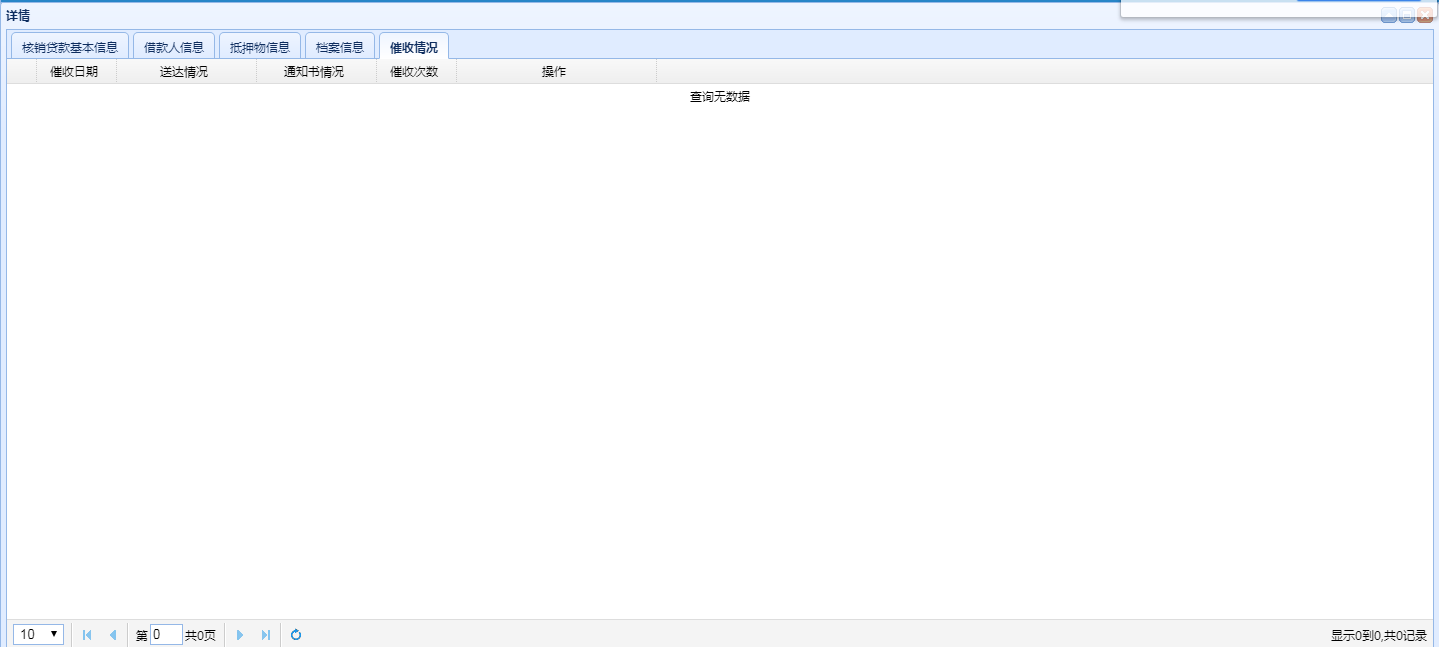 详情
核销贷款基本信息 借款人信息 抵押物信息 档案信息 催收情况
催收日期 送达情况 通知书情况 催收次数 操作
查询无数据
10 第 0 共0页 显示0到0,共0记录